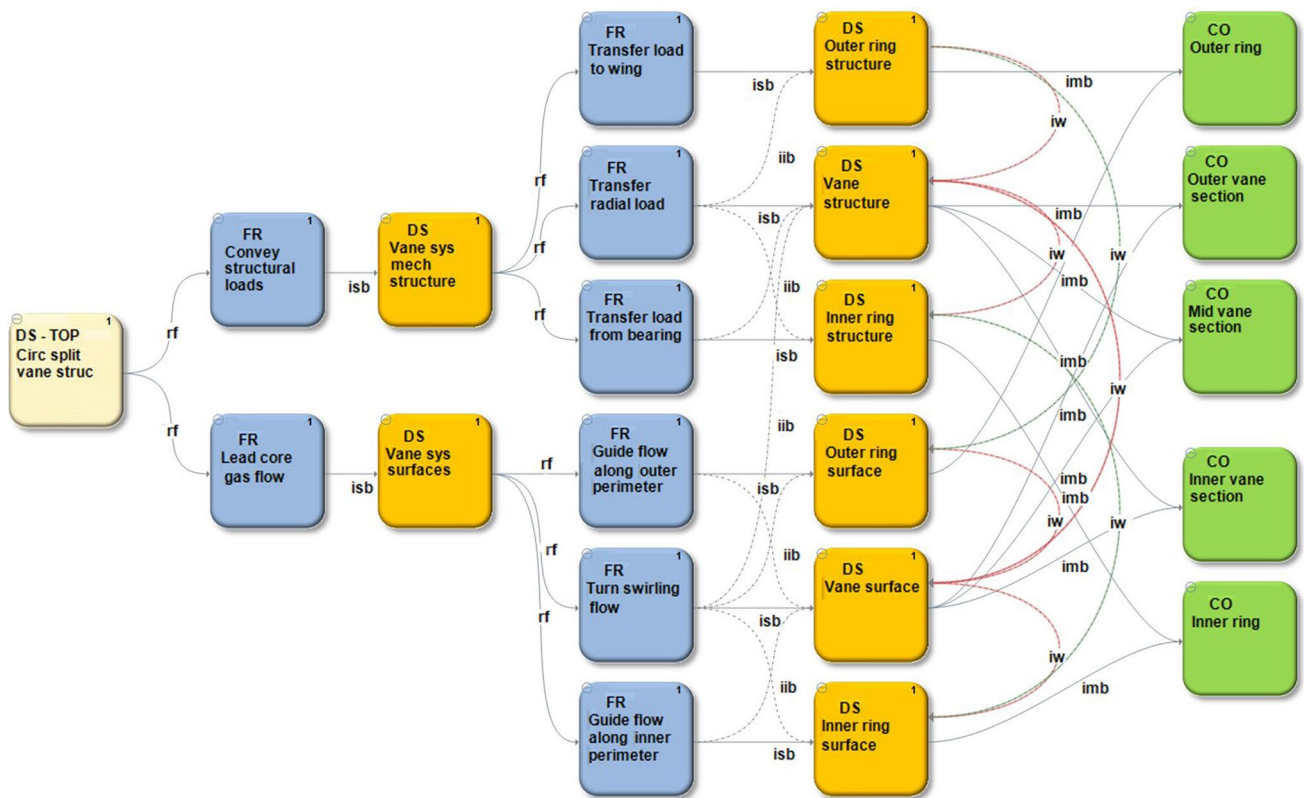 DS - TOP
1
Circ split
vane struc
rf
rf
FR
1
Convey
structural
loads
isb
FR
1
Lead core
gas flow
isb
DS
1
Vane sys
mech
structure
rf
rf
rf
DS
1
Vane sys
surfaces
rf
rf
rf
FR
1
Transfer load
to wing
FR
1
Transfer
radial load
FR
1
Transfer load
from bearing
FR
1
Guide flow
along outer
perimeter
FR
1
Turn swirling
flow
FR
1
Guide flow
along inner
perimeter
isb
iib
isb
iib
isb
iib
isb
iib
isb
iib
isb
DS
1
Outer ring
structure
DS
1
Vane
structure
DS
1
Inner ring
structure
DS
1
Outer ring
surface
DS
1
Vane surface
DS
1
Inner ring
surface
imb
iw
imb
iw
iw
imb
imb
iw
imb
imb
imb
iw
iw
imb
iw
imb
CO
1
Outer ring
CO
1
Outer vane
section
CO
1
Mid vane
section
CO
1
Inner vane
section
CO
1
Inner ring